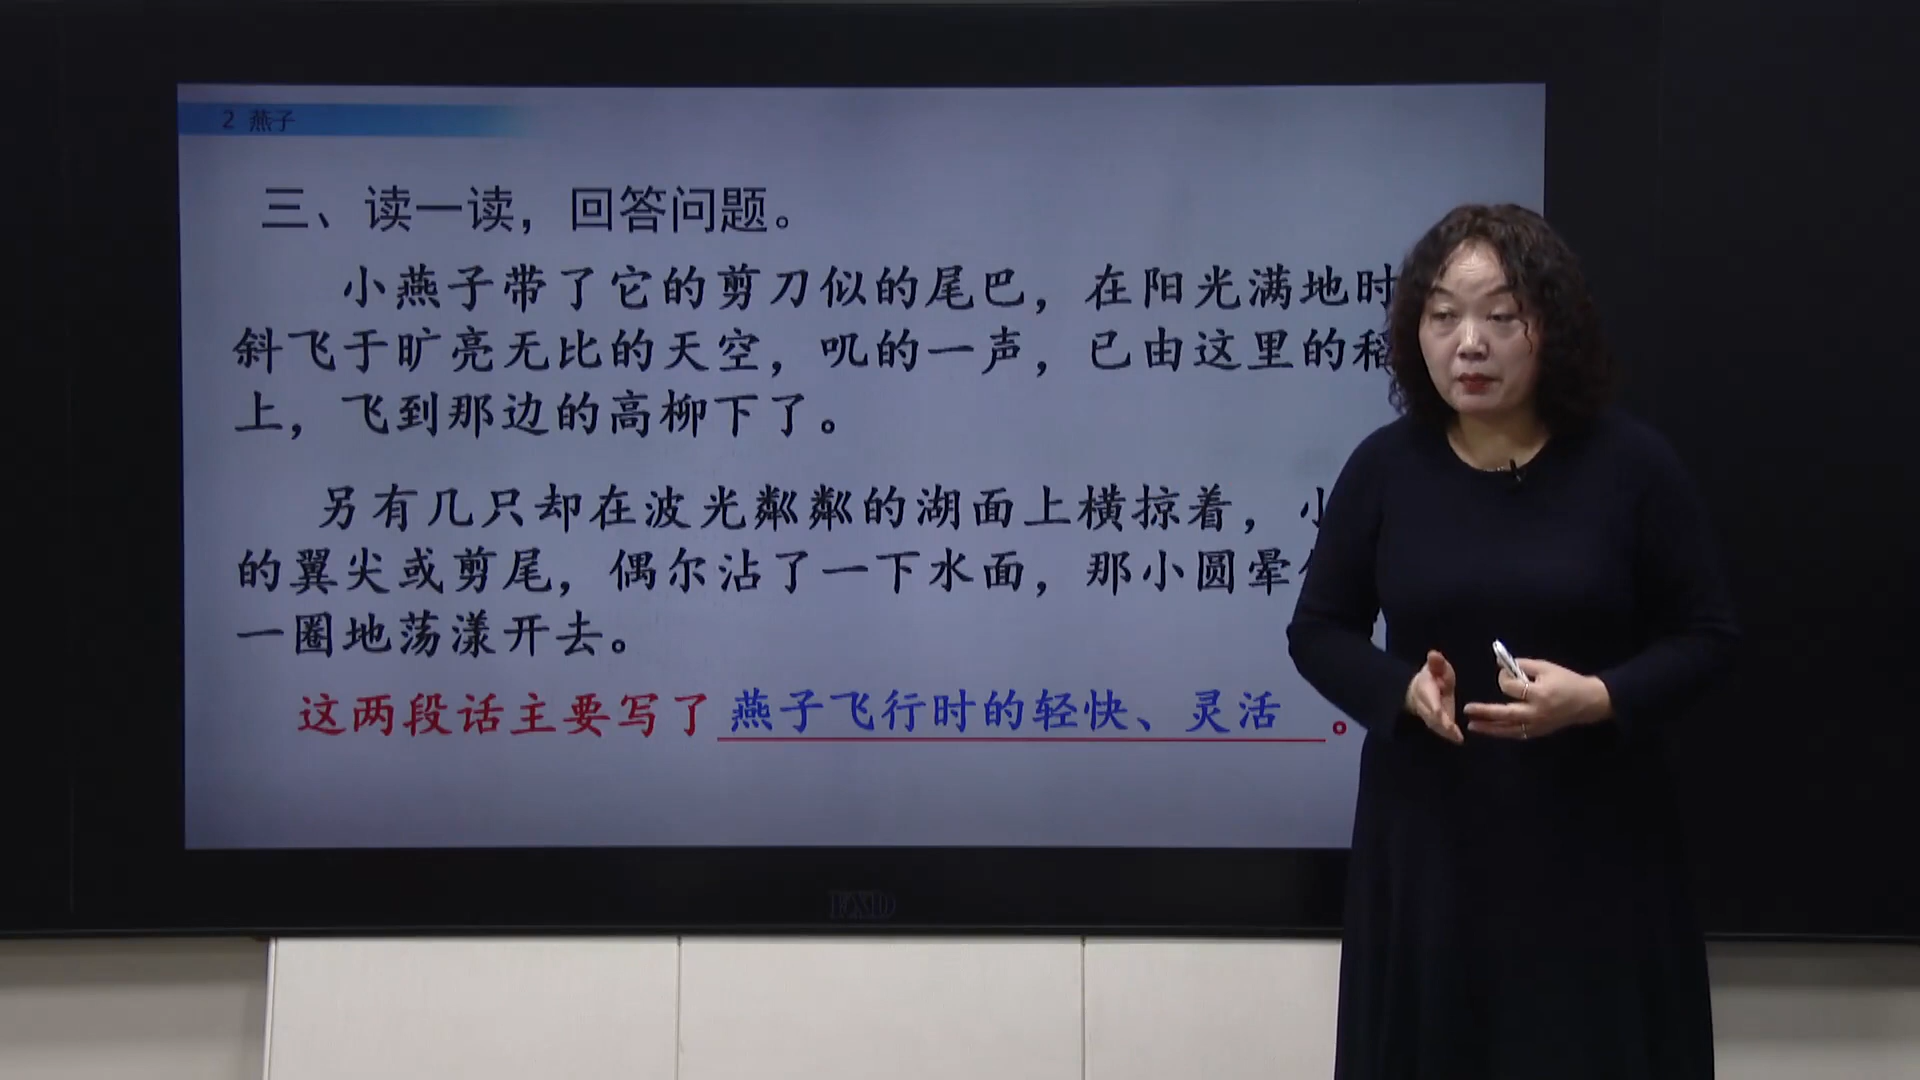 2 燕子
三、读一读，回答问题。
小燕子带了它的剪刀似的尾巴，在阳光满地时
斜飞于旷亮无比的天空，叽的一声，已由这里的稻
上，飞到那边的高柳下了。
另有几只却在波光粼粼的湖面上横掠着，小
的翼尖或剪尾，偶尔沾了一下水面，那小圆晕
一圈地荡漾开去。
这两段话主要写了燕子飞行时的轻快、灵活。